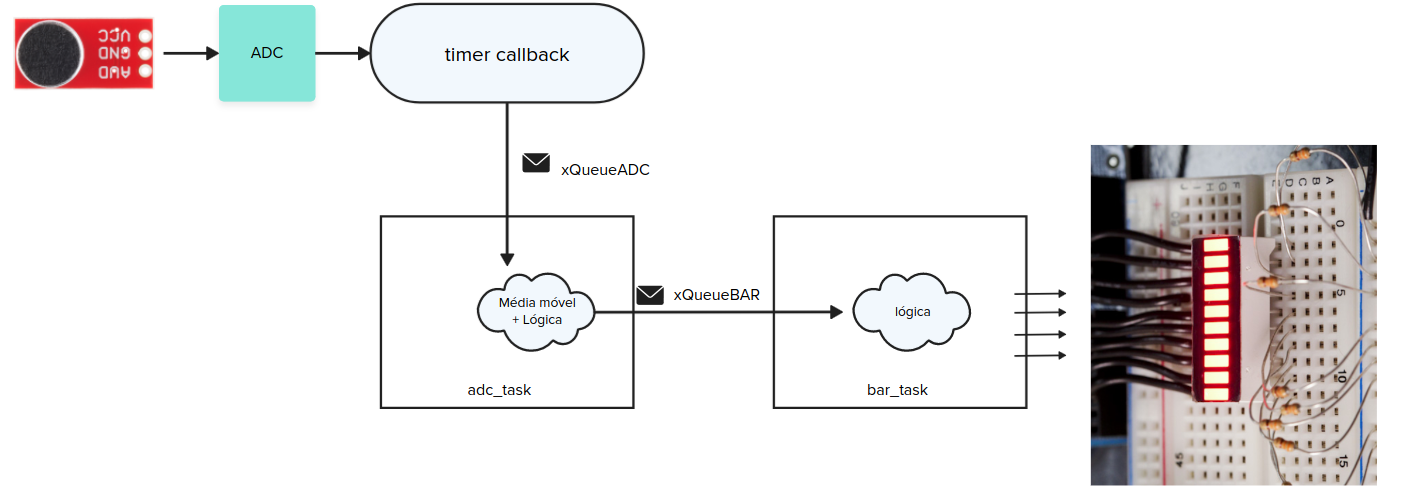 VCC
GND
AUD
ADC
timer callback
xQueueADC
Média móvel
+ Lógica
xQueueBAR
lógica
adc_task
bar_task
J I H G F E D C B A
0
5
10
15
45